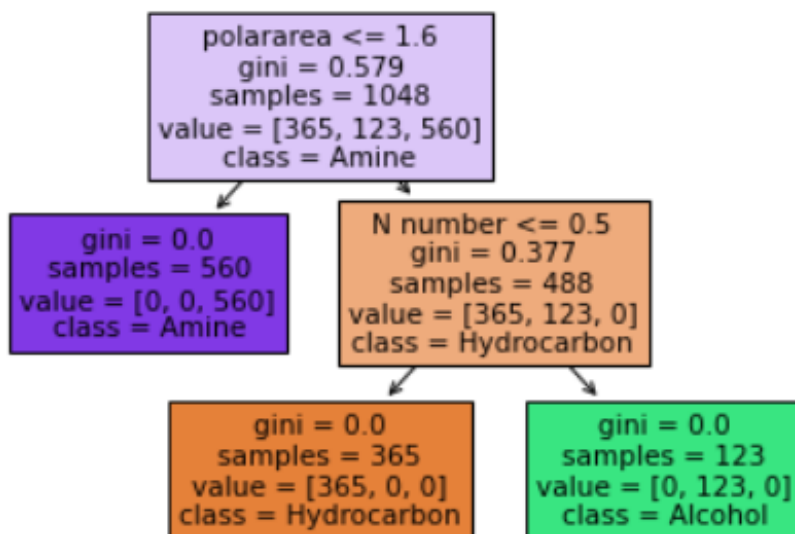 polararea <= 1.6
gini = 0.579
samples = 1048
value = [365, 123, 560]
class = Amine
gini = 0.0
samples = 560
value = [0, 0, 560]
class = Amine
N number <= 0.5
gini = 0.377
samples = 488
value = [365, 123, 0]
class = Hydrocarbon
gini = 0.0
samples = 365
value = [365, 0, 0]
class = Hydrocarbon
gini = 0.0
samples = 123
value = [0, 123, 0]
class = Alcohol